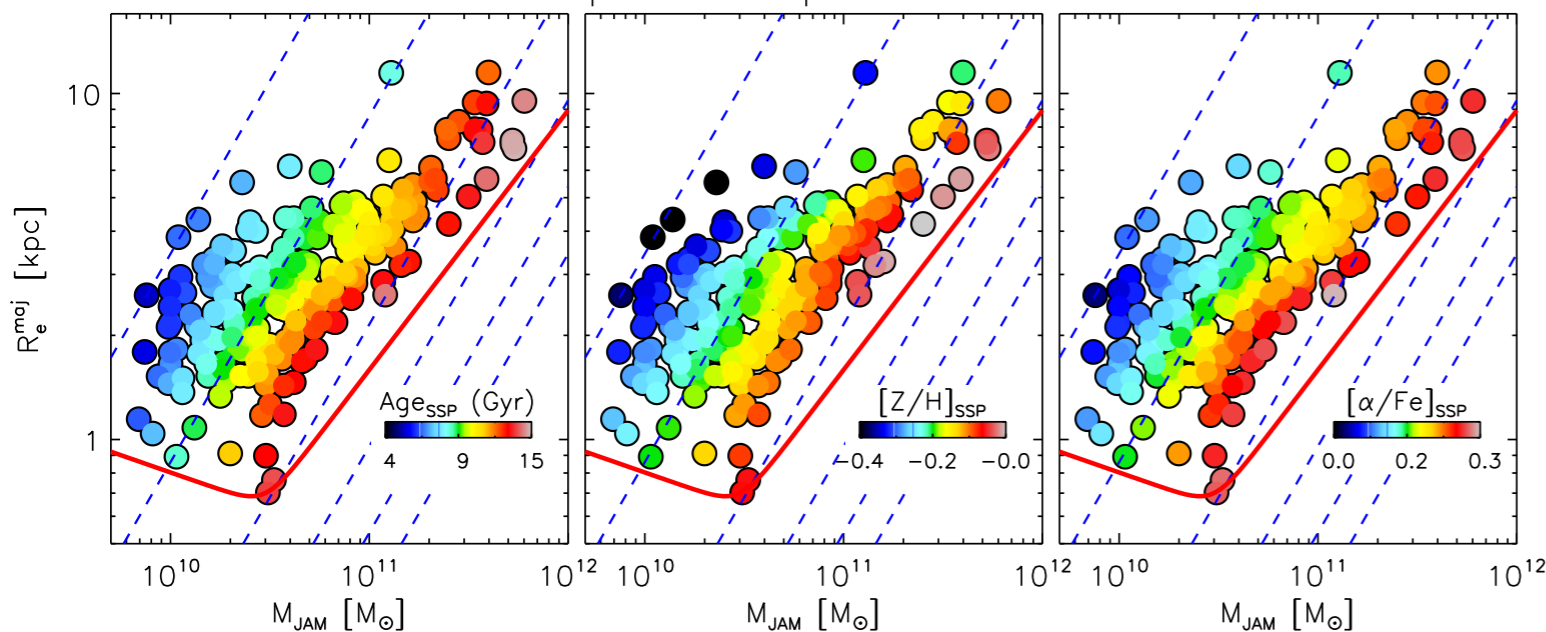 10
1
R_e^maj [kpc]
Age_SSP (Gyr)
4 9 15
10^10 10^11 10^12
M_JAM [M_⊙]
[Z/H]_SSP
−0.4 −0.2 −0.0
10^10 10^11 10^12
M_JAM [M_⊙]
[α/Fe]_SSP
0.0 0.2 0.3
10^10 10^11 10^12
M_JAM [M_⊙]